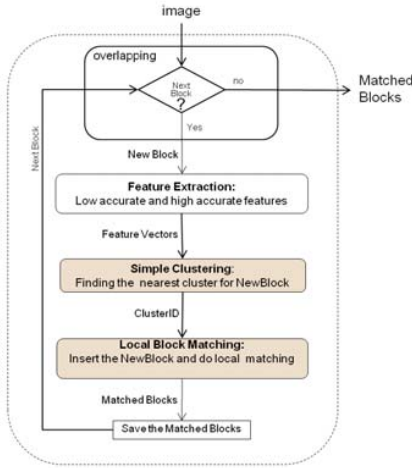 image
overlapping
Next
Block
?
no
Matched
Blocks
Yes
Next Block
New Block
Feature Extraction:
Low accurate and high accurate features
Feature Vectors
Simple Clustering:
Finding the nearest cluster for NewBlock
ClusterID
Local Block Matching:
Insert the NewBlock and do local matching
Matched Blocks
Save the Matched Blocks